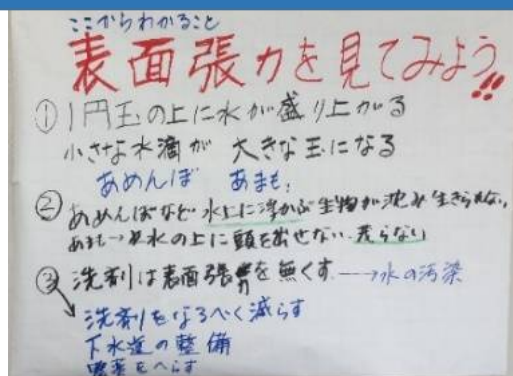 ここからわかること
表面張力を見てみよう!!
① 1円玉の上に水が盛り上がる
小さな水滴が 大きな玉になる
あめんぼ あまも:
② あめんぼなど 水上に浮かぶ生物が沈み 生きられない
あまも→ 水の上に頭を出せない
③ 洗剤は表面張力を無くす →水の汚染
洗剤をなるべく減らす
下水道の整備
をへらす